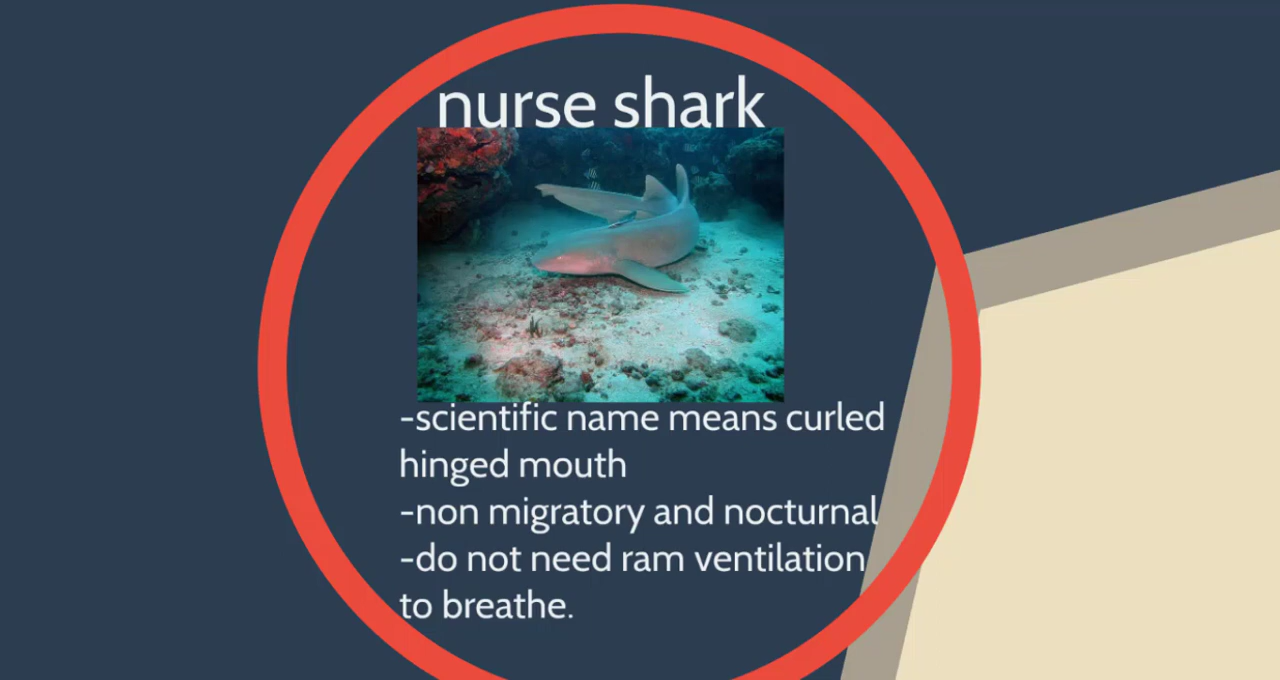 nurse shark
-scientific name means curled
hinged mouth
-non migratory and nocturnal
-do not need ram ventilation
to breathe.